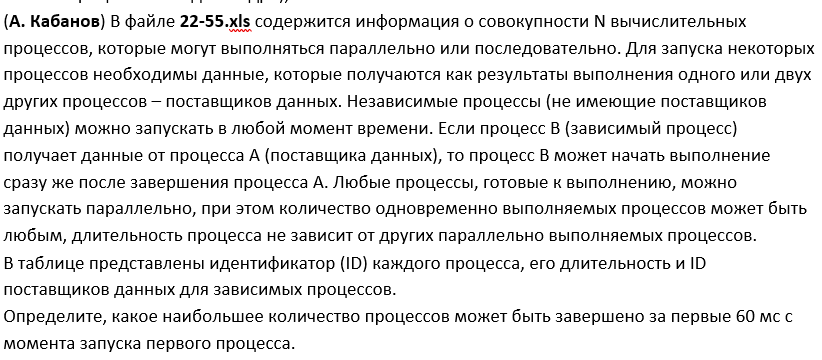 (А. Кабанов) В файле 22-55.xls содержится информация о совокупности N вычислительных
процессов, которые могут выполняться параллельно или последовательно. Для запуска некоторых
процессов необходимы данные, которые получаются как результаты выполнения одного или двух
других процессов – поставщиков данных. Независимые процессы (не имеющие поставщиков
данных) можно запускать в любой момент времени. Если процесс B (зависимый процесс)
получает данные от процесса A (поставщика данных), то процесс B может начать выполнение
сразу же после завершения процесса A. Любые процессы, готовые к выполнению, можно
запускать параллельно, при этом количество одновременно выполняемых процессов может быть
любым, длительность процесса не зависит от других параллельно выполняемых процессов.
В таблице представлены идентификатор (ID) каждого процесса, его длительность и ID
поставщиков данных для зависимых процессов.
Определите, какое наибольшее количество процессов может быть завершено за первые 60 мс с
момента запуска первого процесса.